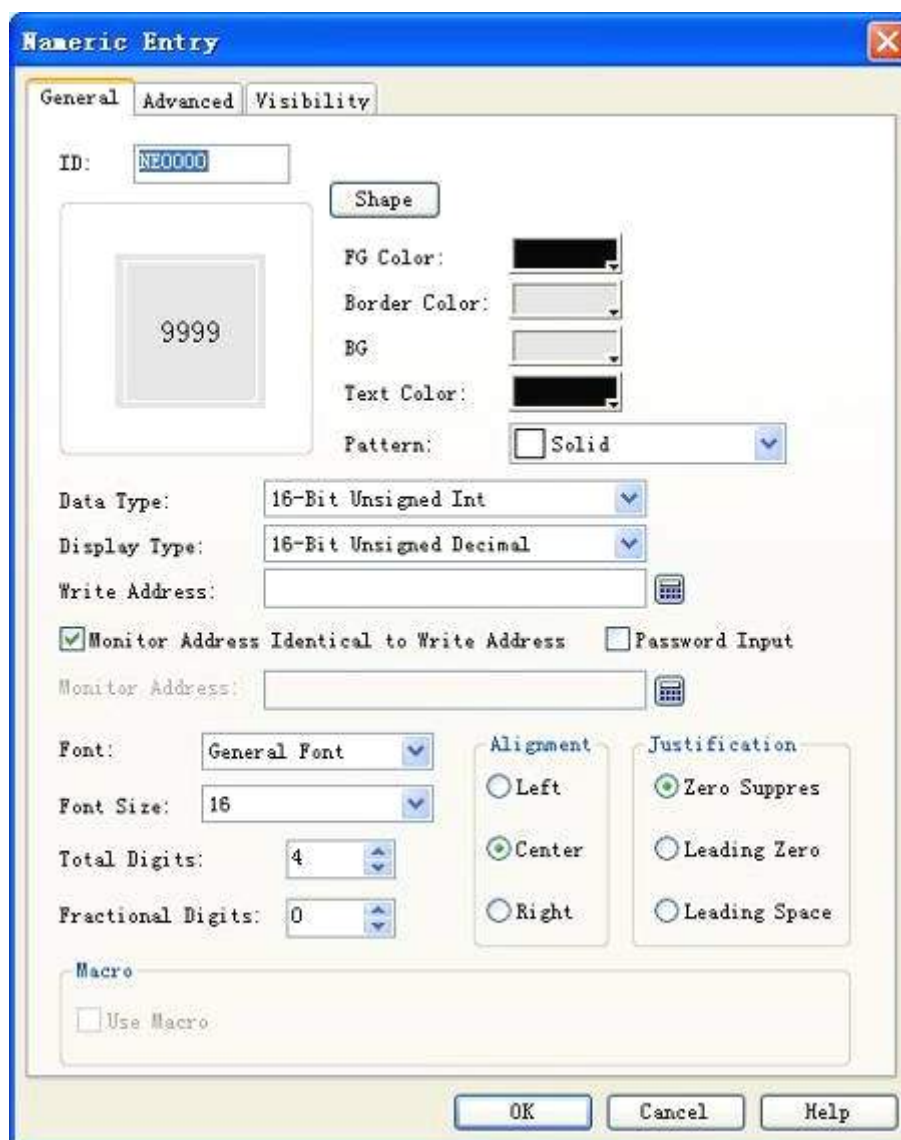 Nameric Entry
General Advanced Visibility
ID: NE0000
Shape
FG Color:
Border Color:
9999
BG
Text Color:
Pattern: Solid
Data Type: 16-Bit Unsigned Int
Display Type: 16-Bit Unsigned Decimal
Write Address:
Monitor Address Identical to Write Address Password Input
Monitor Address:
Font: General Font Alignment Justification
Left Zero Suppres
Font Size: 16
Total Digits: 4 Center Leading Zero
Fractional Digits: 0 Right Leading Space
Macro
Use Macro
OK Cancel Help